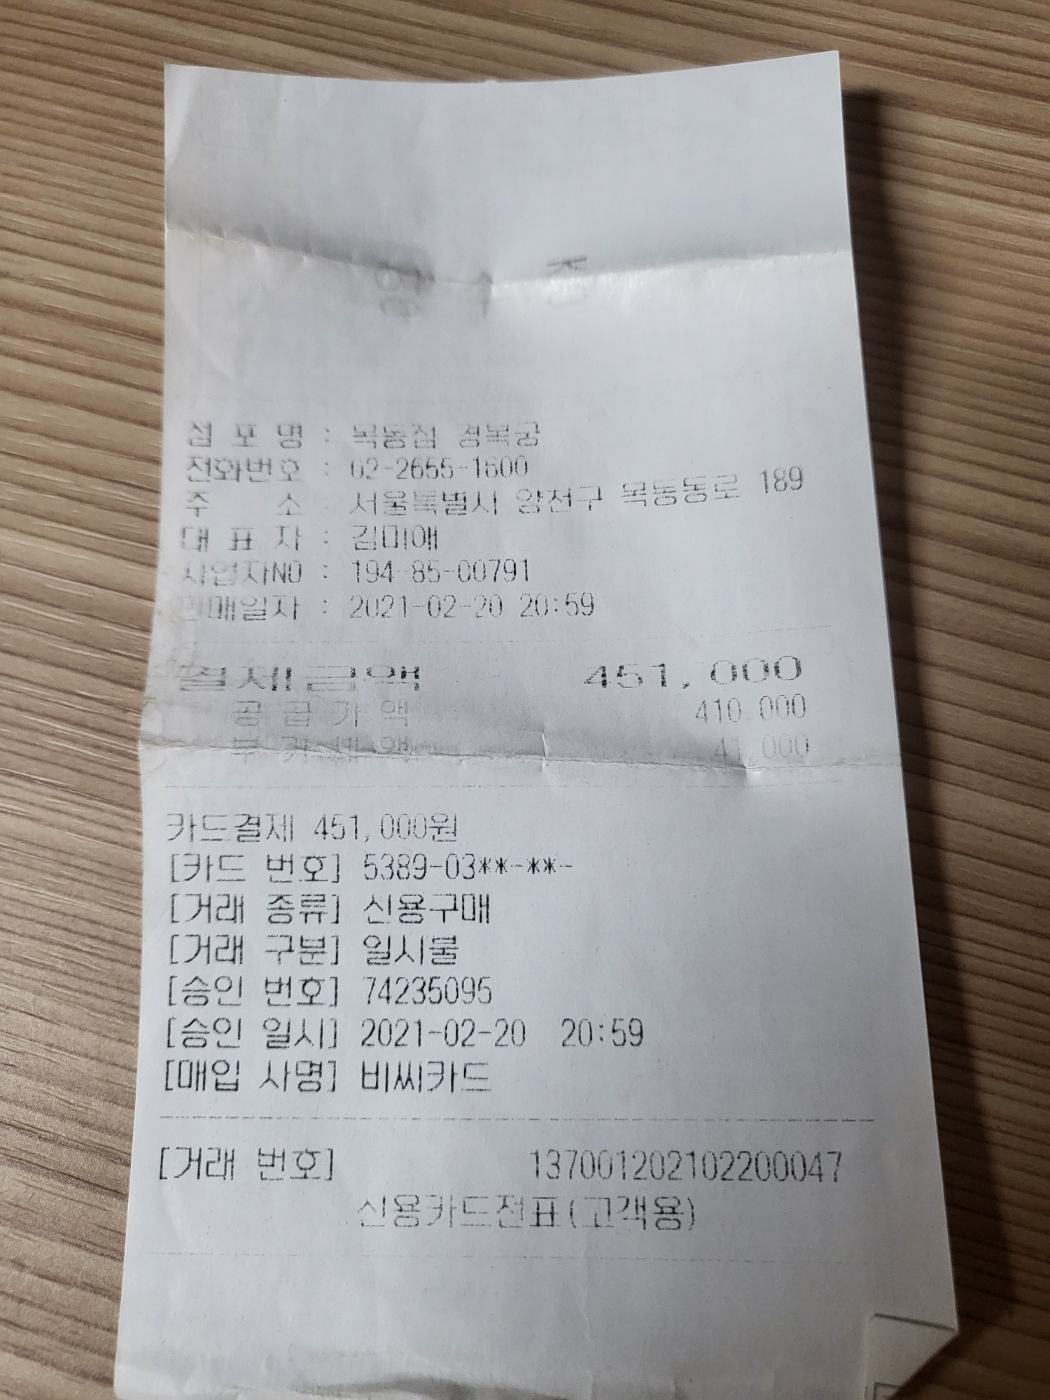 영 증
점 포 명 : 목동점 경복궁
전화번호 : 02-2655-1600
주 소 : 서울특별시 양천구 목동동로 189
대 표 자 : 김미애
사업자NO : 194-85-00791
판매일자 : 2021-02-20 20:59
결제금액 451,000
공 급 가 액 410,000
부 가 세 액 41,000
카드결제 451,000원
[카드 번호] 5389-03**-**-
[거래 종류] 신용구매
[거래 구분] 일시불
[승인 번호] 74235095
[승인 일시] 2021-02-20 20:59
[매입 사명] 비씨카드
[거래 번호] 137001202102200047
신용카드전표(고객용)